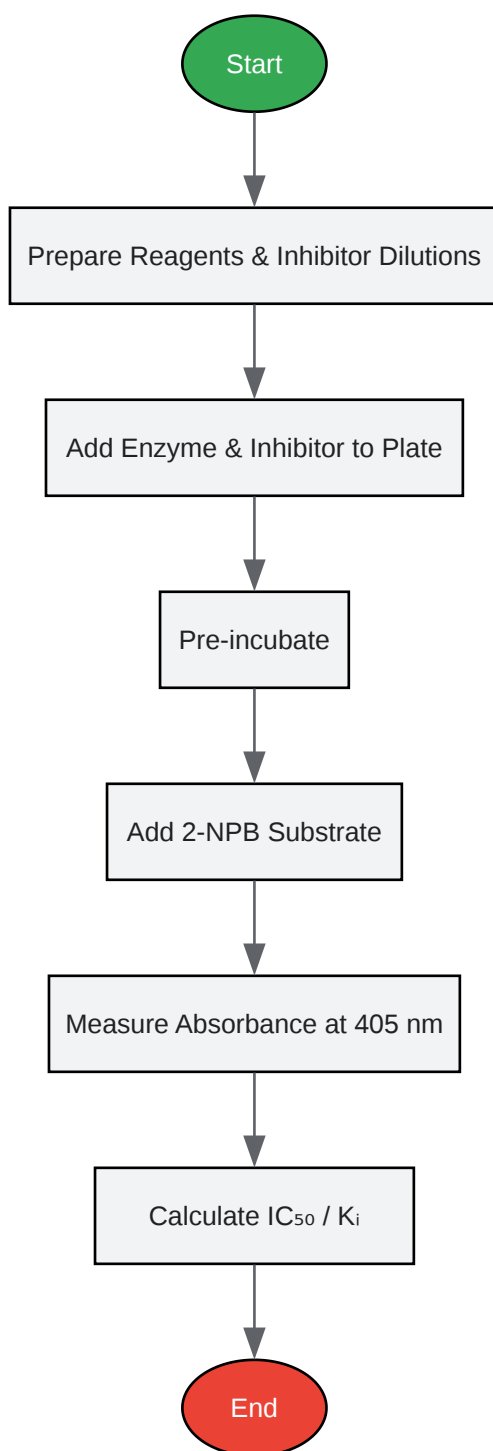 Start
Prepare Reagents & Inhibitor Dilutions
Add Enzyme & Inhibitor to Plate
Pre-incubate
Add 2-NPB Substrate
Measure Absorbance at 405 nm
Calculate IC₅₀ / Kᵢ
End